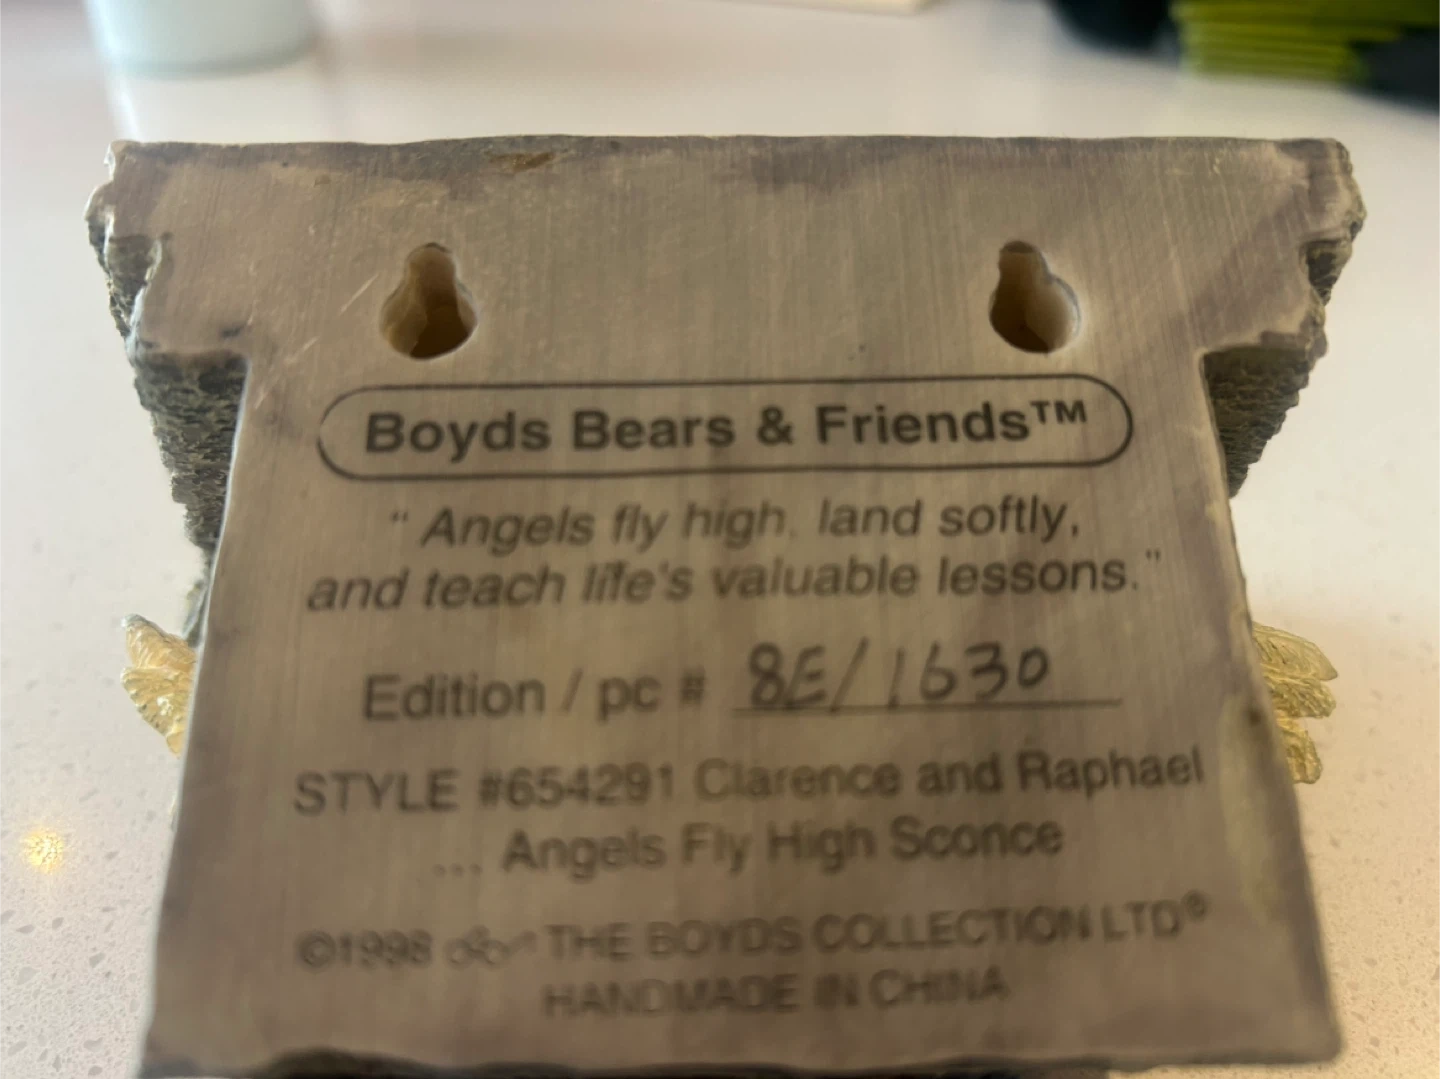 Boyds Bears & Friends™
“Angels fly high, land softly,
and teach life's valuable lessons.”
Edition / pc # 8E/1630
STYLE #654291 Clarence and Raphael
... Angels Fly High Sconce
©1998 THE BOYDS COLLECTION LTD®
HANDMADE IN CHINA